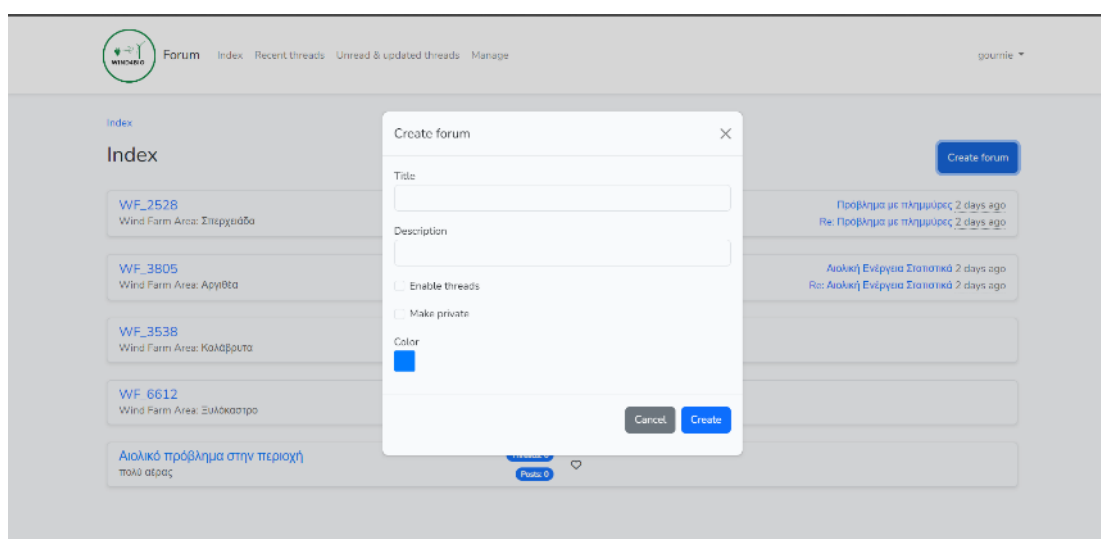 WIND4BIO
Forum Index Recent threads Unread & updated threads Manage
gournie
Index
Index
Create forum
WF_2528
Wind Farm Area: Σπερχειάδα
Πρόβλημα με πλημμύρες 2 days ago
Re: Πρόβλημα με πλημμύρες 2 days ago
WF_3805
Wind Farm Area: Αργιθέα
Αιολική Ενέργεια Στατιστικά 2 days ago
Re: Αιολική Ενέργεια Στατιστικά 2 days ago
WF_3538
Wind Farm Area: Καλάβρυτα
WF_6612
Wind Farm Area: Ξυλόκαστρο
Αιολικό πρόβλημα στην περιοχή
πολύ αέρας
Posts: 0
Create forum
Title
Description
Enable threads
Make private
Color
Cancel
Create